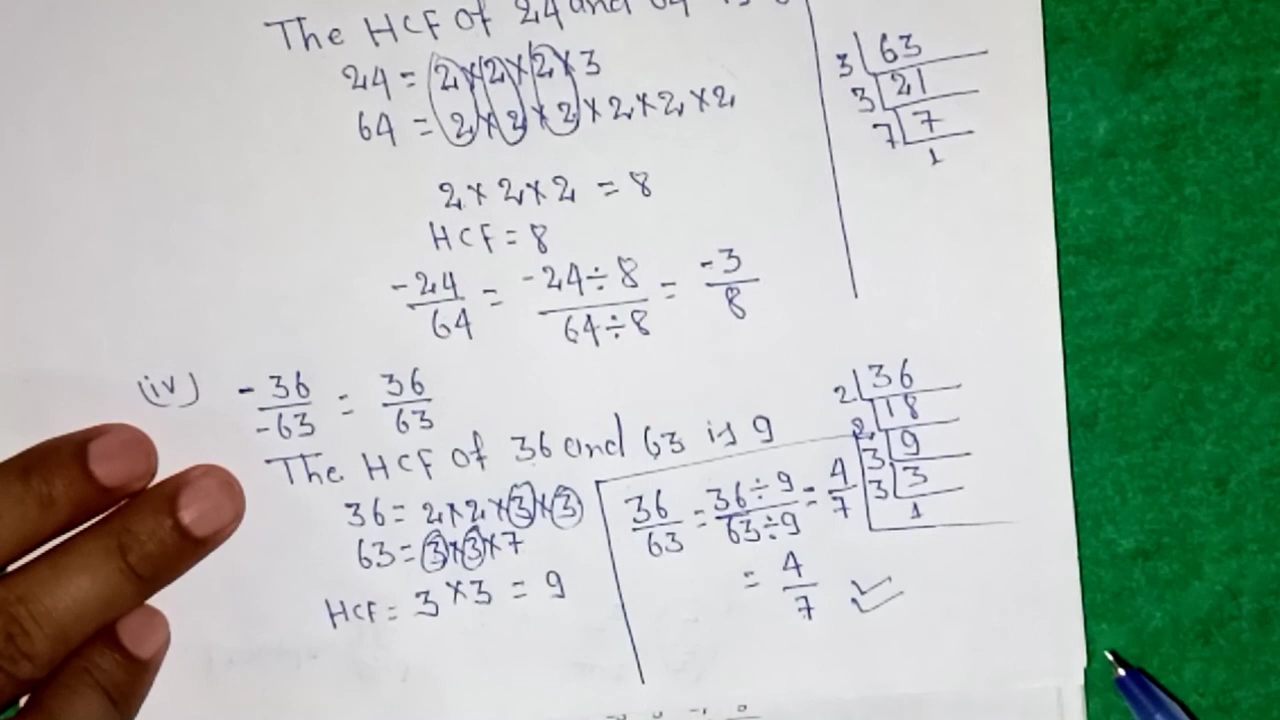 The HCF of 24 and 64 is 8
24 = 2×2×2×3
64 = 2×2×2×2×2×2
2×2×2 = 8
HCF = 8
-24/64 = -24÷8/64÷8 = -3/8
3 63
3 21
7 7
1
(iv) -36/-63 = 36/63
The HCF of 36 and 63 is 9
36 = 2×2×3×3
63 = 3×3×7
HCF = 3×3 = 9
36/63 = 36÷9/63÷9 = 4/7
= 4/7
2 36
2 18
3 9
3 3
1